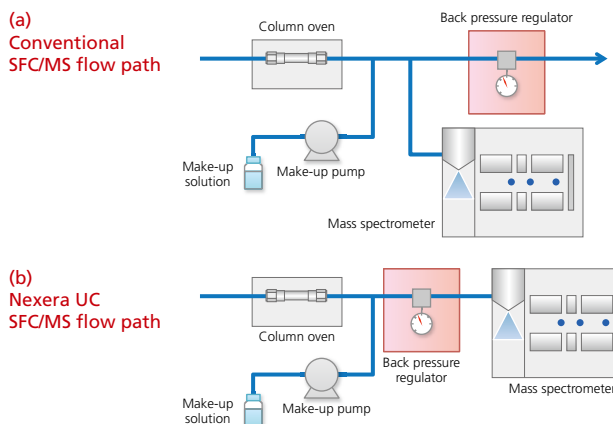 (a)
Conventional
SFC/MS flow path
Column oven
Back pressure regulator
Make-up
solution
Make-up pump
Mass spectrometer
(b)
Nexera UC
SFC/MS flow path
Column oven
Back pressure
regulator
Mass spectrometer
Make-up
solution
Make-up pump